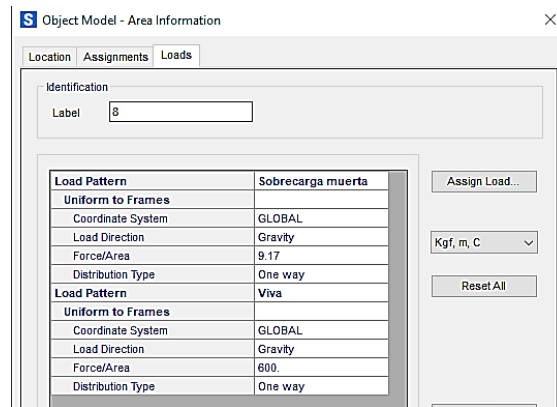 S Object Model - Area Information
Location Assignments Loads
Identification
Label 8
Load Pattern Sobrecarga muerta
Uniform to Frames
Coordinate System GLOBAL
Load Direction Gravity
Force/Area 9.17
Distribution Type One way
Load Pattern Viva
Uniform to Frames
Coordinate System GLOBAL
Load Direction Gravity
Force/Area 600.
Distribution Type One way
Assign Load...
Kgf, m, C
Reset All